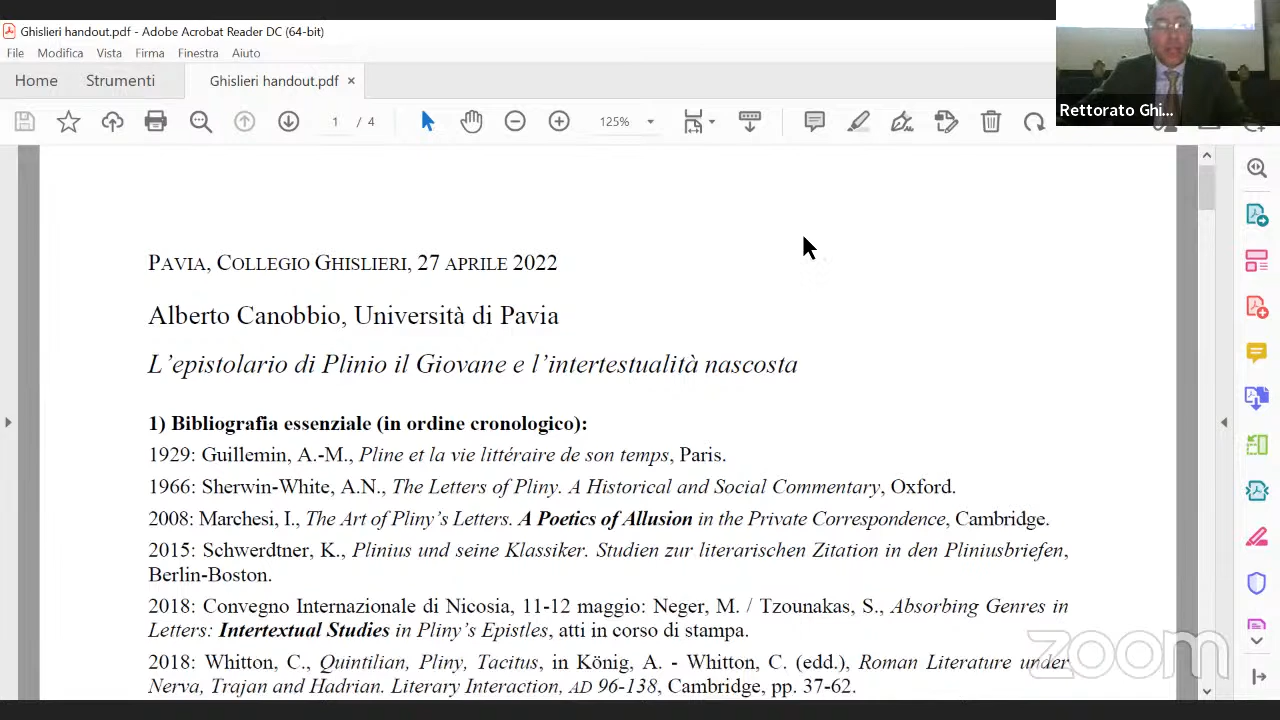 Ghislieri handout.pdf - Adobe Acrobat Reader DC (64-bit)
File Modifica Vista Firma Finestra Aiuto
Home Strumenti Ghislieri handout.pdf ×
1 / 4 125%
Rettorato Ghi...
PAVIA, COLLEGIO GHISLIERI, 27 APRILE 2022
Alberto Canobbio, Università di Pavia
L’epistolario di Plinio il Giovane e l’intertestualità nascosta
1) Bibliografia essenziale (in ordine cronologico):
1929: Guillemin, A.-M., Pline et la vie littéraire de son temps, Paris.
1966: Sherwin-White, A.N., The Letters of Pliny. A Historical and Social Commentary, Oxford.
2008: Marchesi, I., The Art of Pliny’s Letters. A Poetics of Allusion in the Private Correspondence, Cambridge.
2015: Schwerdtner, K., Plinius und seine Klassiker. Studien zur literarischen Zitation in den Pliniusbriefen,
Berlin-Boston.
2018: Convegno Internazionale di Nicosia, 11-12 maggio: Neger, M. / Tzounakas, S., Absorbing Genres in
Letters: Intertextual Studies in Pliny’s Epistles, atti in corso di stampa.
2018: Whitton, C., Quintilian, Pliny, Tacitus, in König, A. - Whitton, C. (edd.), Roman Literature under
Nerva, Trajan and Hadrian. Literary Interaction, AD 96-138, Cambridge, pp. 37-62.
zoom